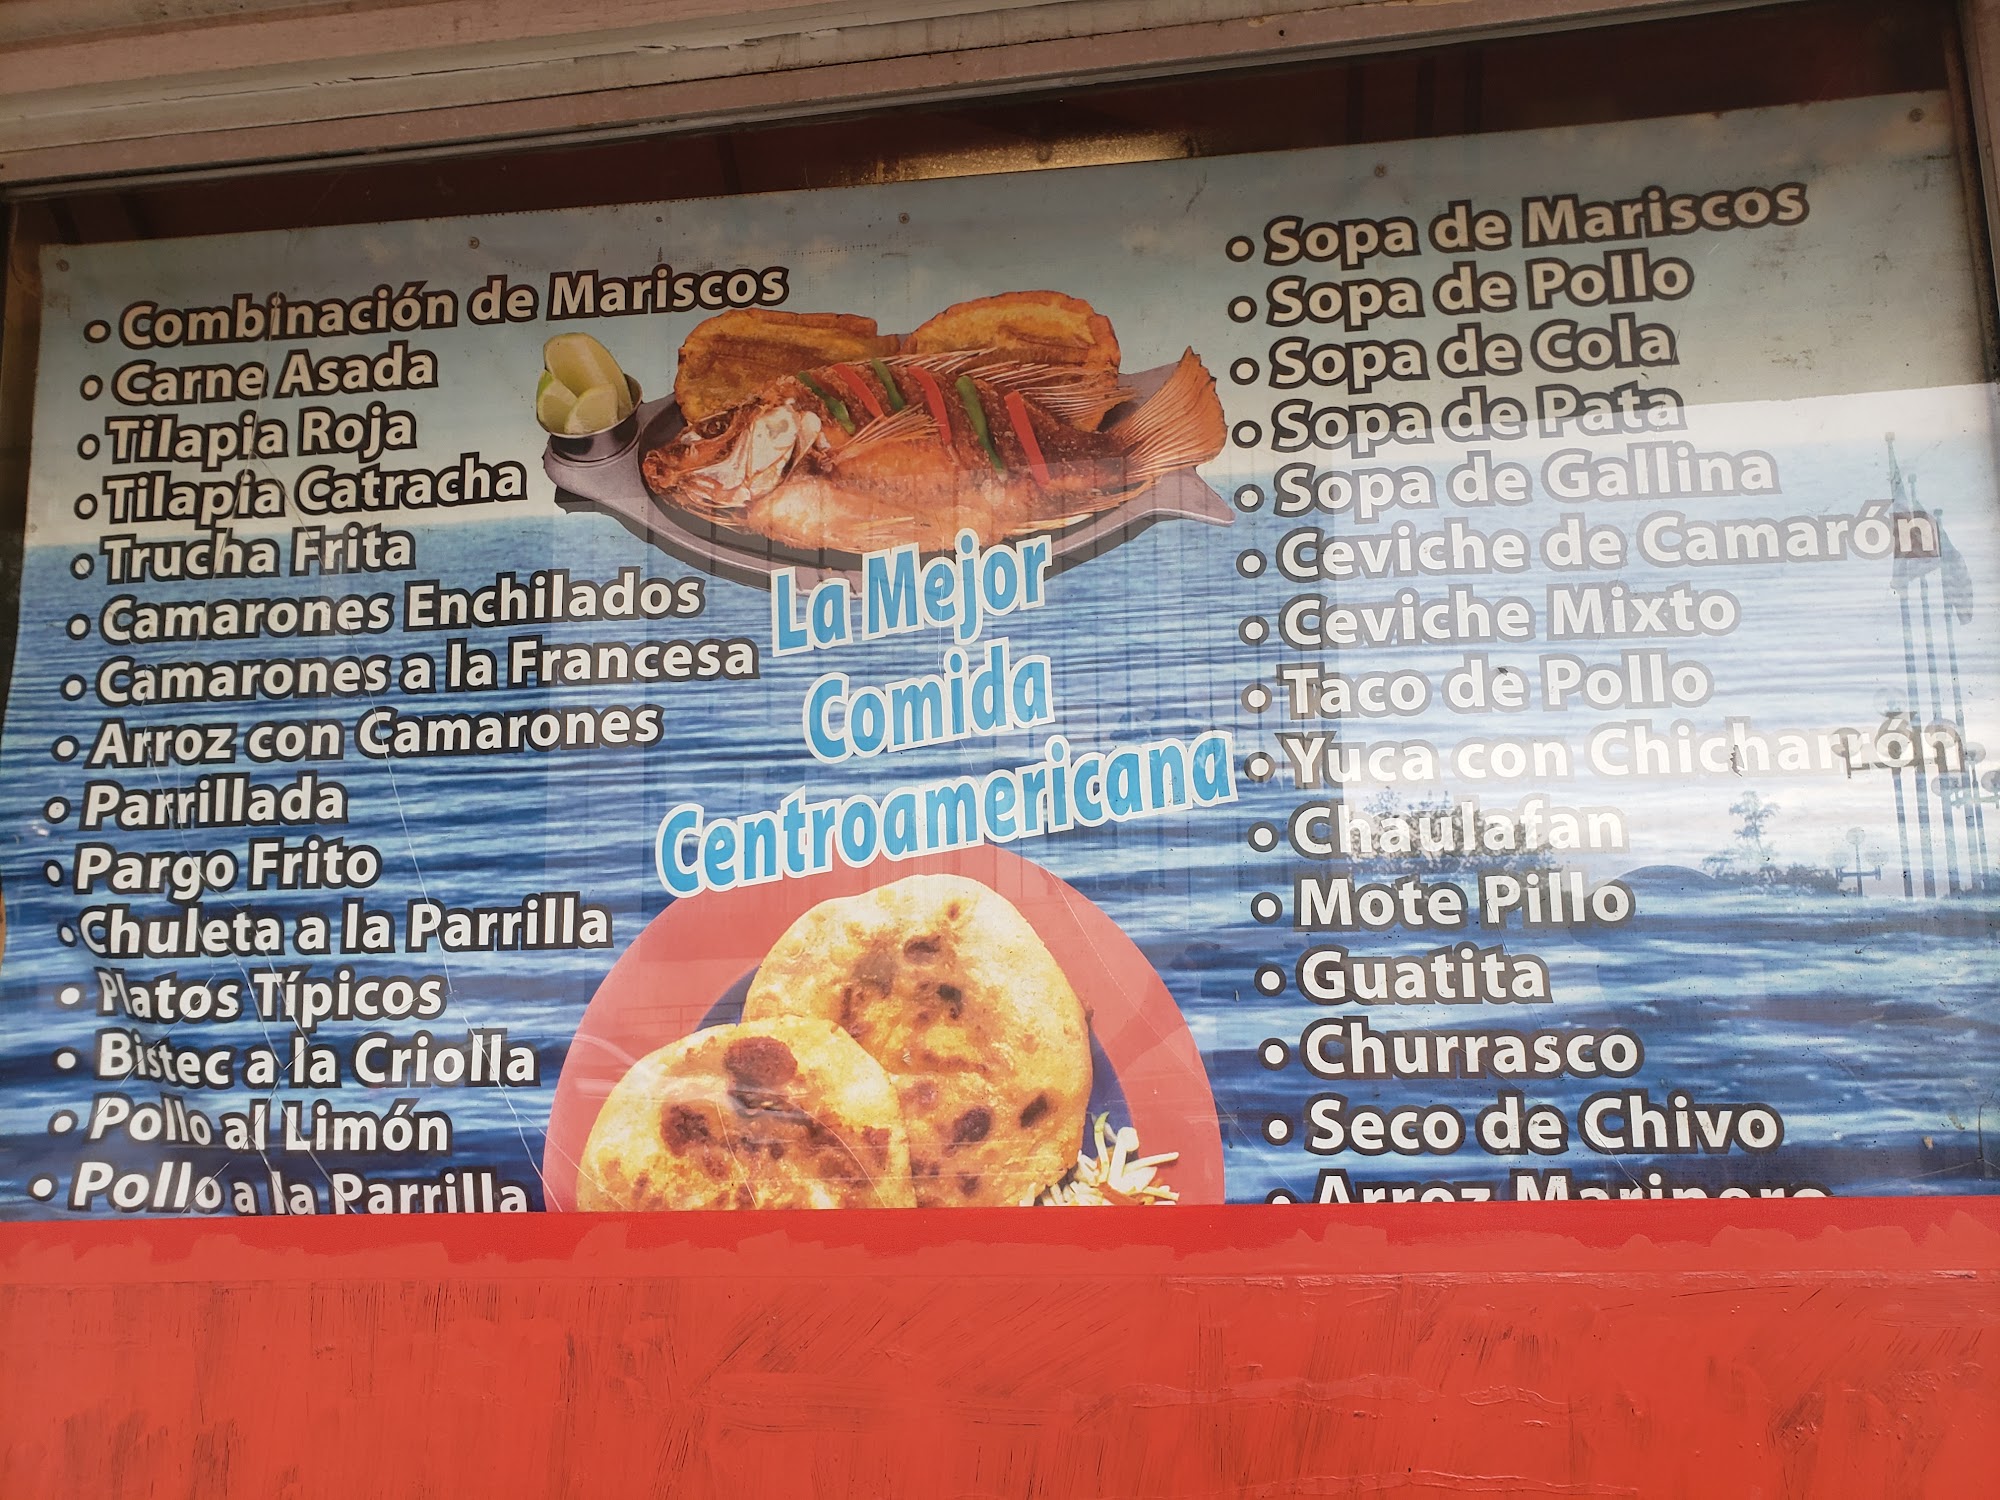 • Combinación de Mariscos
• Carne Asada
• Tilapia Roja
• Tilapia Catracha
• Trucha Frita
• Camarones Enchilados
• Camarones a la Francesa
• Arroz con Camarones
• Parrillada
• Pargo Frito
• Chuleta a la Parrilla
• Platos Típicos
• Bistec a la Criolla
• Pollo al Limón
• Pollo a la Parrilla
La Mejor
Comida
Centroamericana
• Sopa de Mariscos
• Sopa de Pollo
• Sopa de Cola
• Sopa de Pata
• Sopa de Gallina
• Ceviche de Camarón
• Ceviche Mixto
• Taco de Pollo
• Yuca con Chicharrón
• Chaulafan
• Mote Pillo
• Guatita
• Churrasco
• Seco de Chivo
• Arroz Marinero